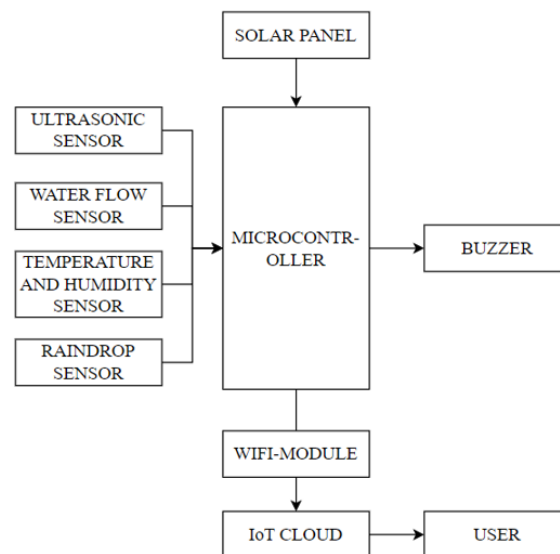 SOLAR PANEL
ULTRASONIC
SENSOR
WATER FLOW
SENSOR
TEMPERATURE
AND HUMIDITY
SENSOR
RAINDROP
SENSOR
MICROCONTR-
OLLER
BUZZER
WIFI-MODULE
IoT CLOUD
USER